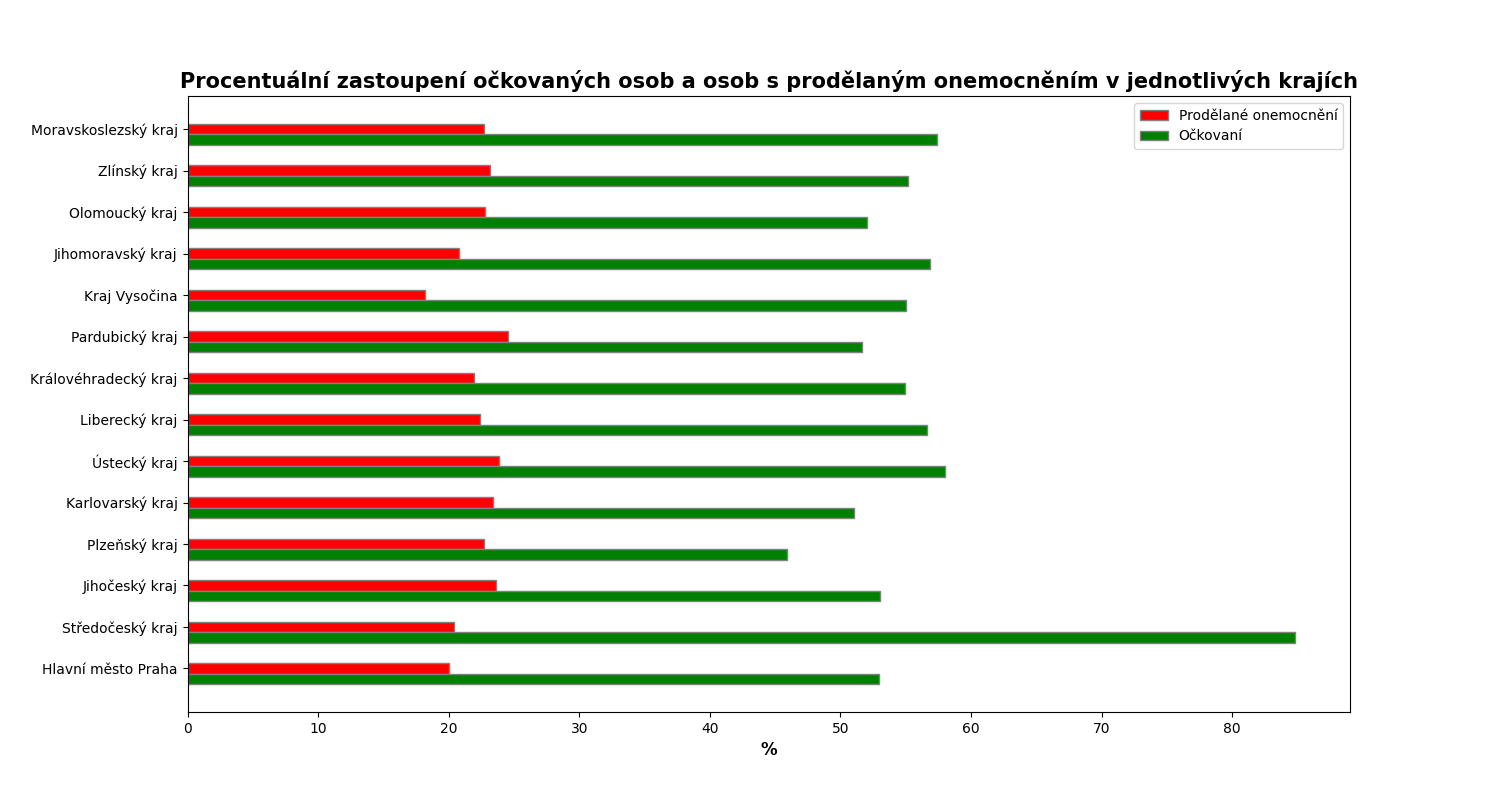 Procentuální zastoupení očkovaných osob a osob s prodělaným onemocněním v jednotlivých krajích
Prodělané onemocnění
Očkovaní
Moravskoslezský kraj
Zlínský kraj
Olomoucký kraj
Jihomoravský kraj
Kraj Vysočina
Pardubický kraj
Královéhradecký kraj
Liberecký kraj
Ústecký kraj
Karlovarský kraj
Plzeňský kraj
Jihočeský kraj
Středočeský kraj
Hlavní město Praha
0 10 20 30 40 50 60 70 80
%